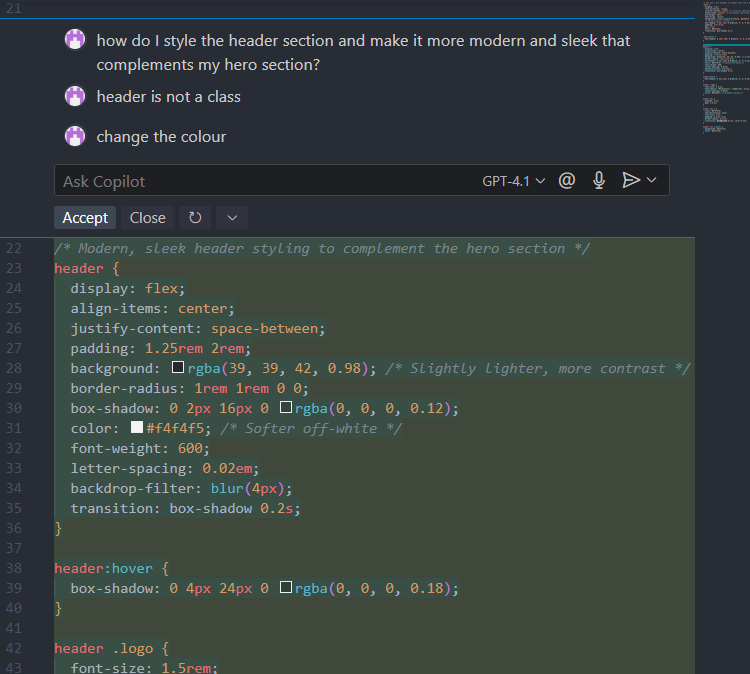 21
how do I style the header section and make it more modern and sleek that
complements my hero section?
header is not a class
change the colour
Ask Copilot GPT-4.1 @
Accept Close
22 /* Modern, sleek header styling to complement the hero section */
23 header {
24 display: flex;
25 align-items: center;
26 justify-content: space-between;
27 padding: 1.25rem 2rem;
28 background: rgba(39, 39, 42, 0.98); /* Slightly lighter, more contrast */
29 border-radius: 1rem 1rem 0 0;
30 box-shadow: 0 2px 16px 0 rgba(0, 0, 0, 0.12);
31 color: #f4f4f5; /* Softer off-white */
32 font-weight: 600;
33 letter-spacing: 0.02em;
34 backdrop-filter: blur(4px);
35 transition: box-shadow 0.2s;
36 }
37
38 header:hover {
39 box-shadow: 0 4px 24px 0 rgba(0, 0, 0, 0.18);
40 }
41
42 header .logo {
43 font-size: 1.5rem;